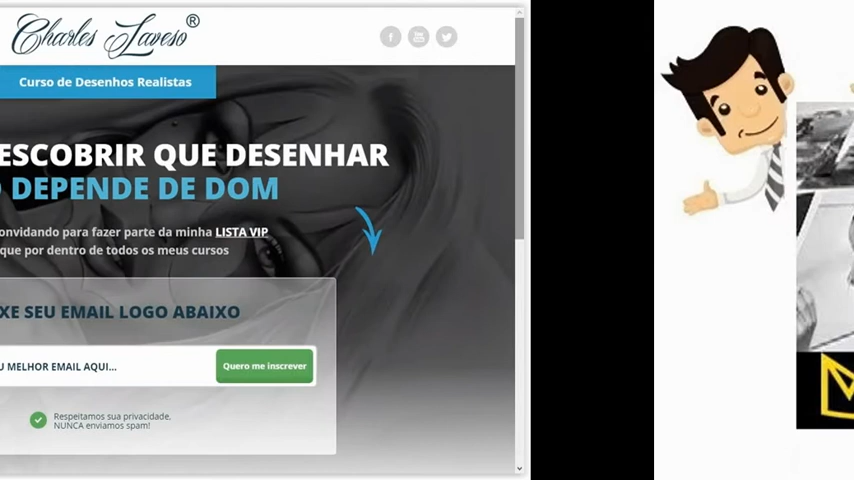 Charles Laveso®
Curso de Desenhos Realistas
ESCOBRIR QUE DESENHAR
DEPENDE DE DOM
onvidando para fazer parte da minha LISTA VIP
que por dentro de todos os meus cursos
XE SEU EMAIL LOGO ABAIXO
MELHOR EMAIL AQUI...
Quero me inscrever
Respeitamos sua privacidade,
NUNCA enviamos spam!